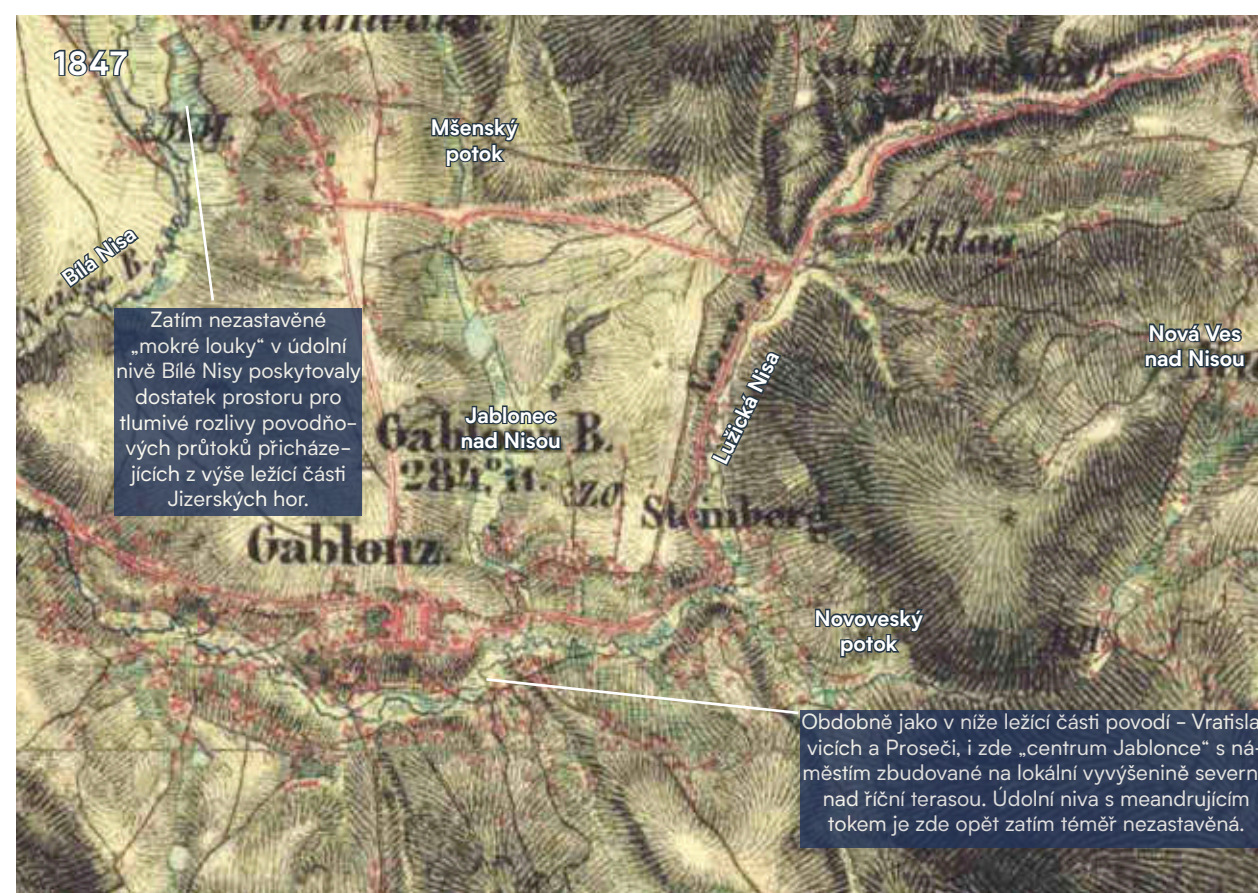 1847
Mšenský
potok
Bílá Nisa
Neisse B.
Schlag
Zatím nezastavěné
„mokré louky“ v údolní
nivě Bílé Nisy poskytovaly
dostatek prostoru pro
tlumivé rozlivy povodňo-
vých průtoků přicháze-
jících z výše ležící části
Jizerských hor.
Nová Ves
nad Nisou
Lužická Nisa
Jablonec
nad Nisou
B.
Steinberg.
Gablonz.
Novoveský
potok
Obdobně jako v níže ležící části povodí – Vratisla
vicích a Proseči, i zde „centrum Jablonce“ s ná-
městím zbudované na lokální vyvýšenině severn
nad říční terasou. Údolní niva s meandrujícím
tokem je zde opět zatím téměř nezastavěná.